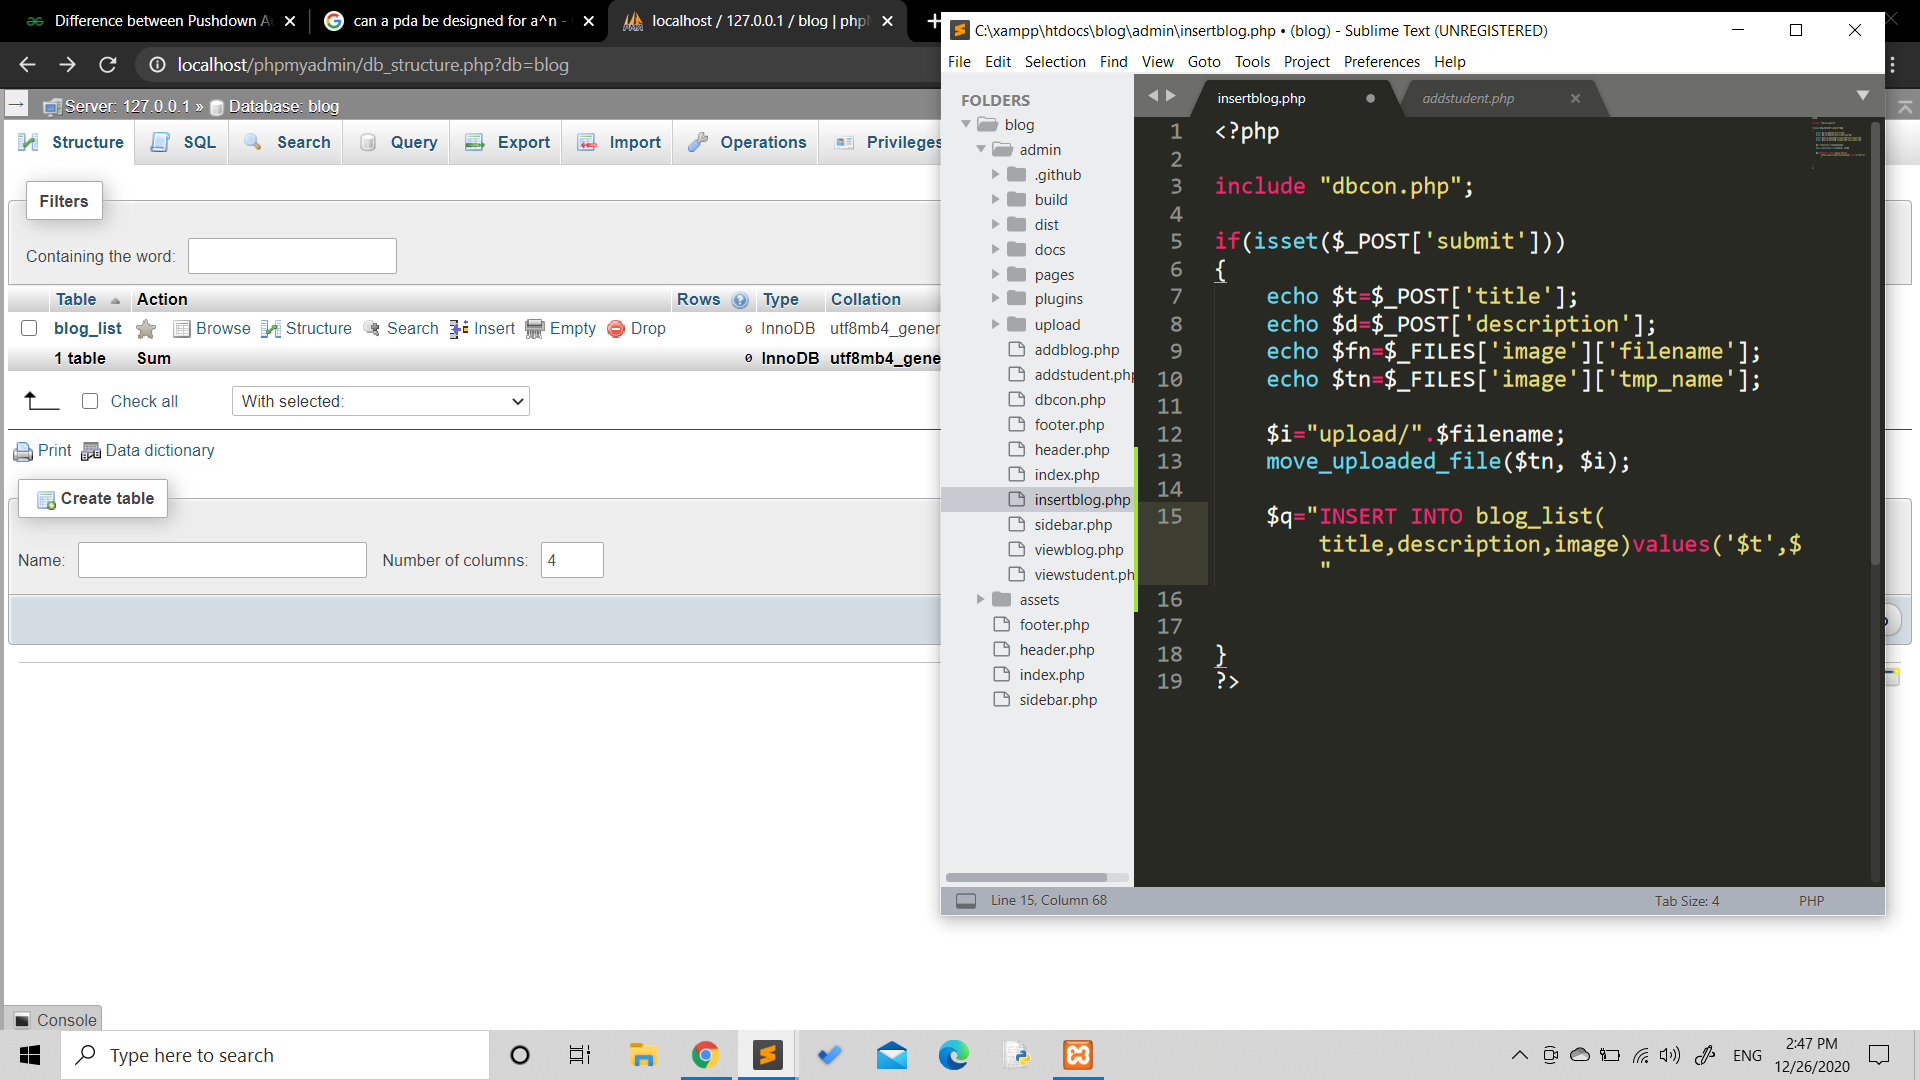 Difference between Pushdown A
can a pda be designed for a^n -
localhost / 127.0.0.1 / blog | php
localhost/phpmyadmin/db_structure.php?db=blog
Server: 127.0.0.1 » Database: blog
Structure SQL Search Query Export Import Operations Privileges
Filters
Containing the word:
Table Action Rows Type Collation
blog_list Browse Structure Search Insert Empty Drop 0 InnoDB utf8mb4_gener
1 table Sum 0 InnoDB utf8mb4_gene
Check all With selected:
Print Data dictionary
Create table
Name: Number of columns: 4
Console
C:\xampp\htdocs\blog\admin\insertblog.php • (blog) - Sublime Text (UNREGISTERED)
File Edit Selection Find View Goto Tools Project Preferences Help
FOLDERS
blog
admin
.github
build
dist
docs
pages
plugins
upload
addblog.php
addstudent.php
dbcon.php
footer.php
header.php
index.php
insertblog.php
sidebar.php
viewblog.php
viewstudent.ph
assets
footer.php
header.php
index.php
sidebar.php
insertblog.php addstudent.php
1 <?php
2
3 include "dbcon.php";
4
5 if(isset($_POST['submit']))
6 {
7 echo $t=$_POST['title'];
8 echo $d=$_POST['description'];
9 echo $fn=$_FILES['image']['filename'];
10 echo $tn=$_FILES['image']['tmp_name'];
11
12 $i="upload/".$filename;
13 move_uploaded_file($tn, $i);
14
15 $q="INSERT INTO blog_list(
title,description,image)values('$t',$
"
16
17
18 }
19 ?>
Line 15, Column 68 Tab Size: 4 PHP
Type here to search
ENG
2:47 PM
12/26/2020